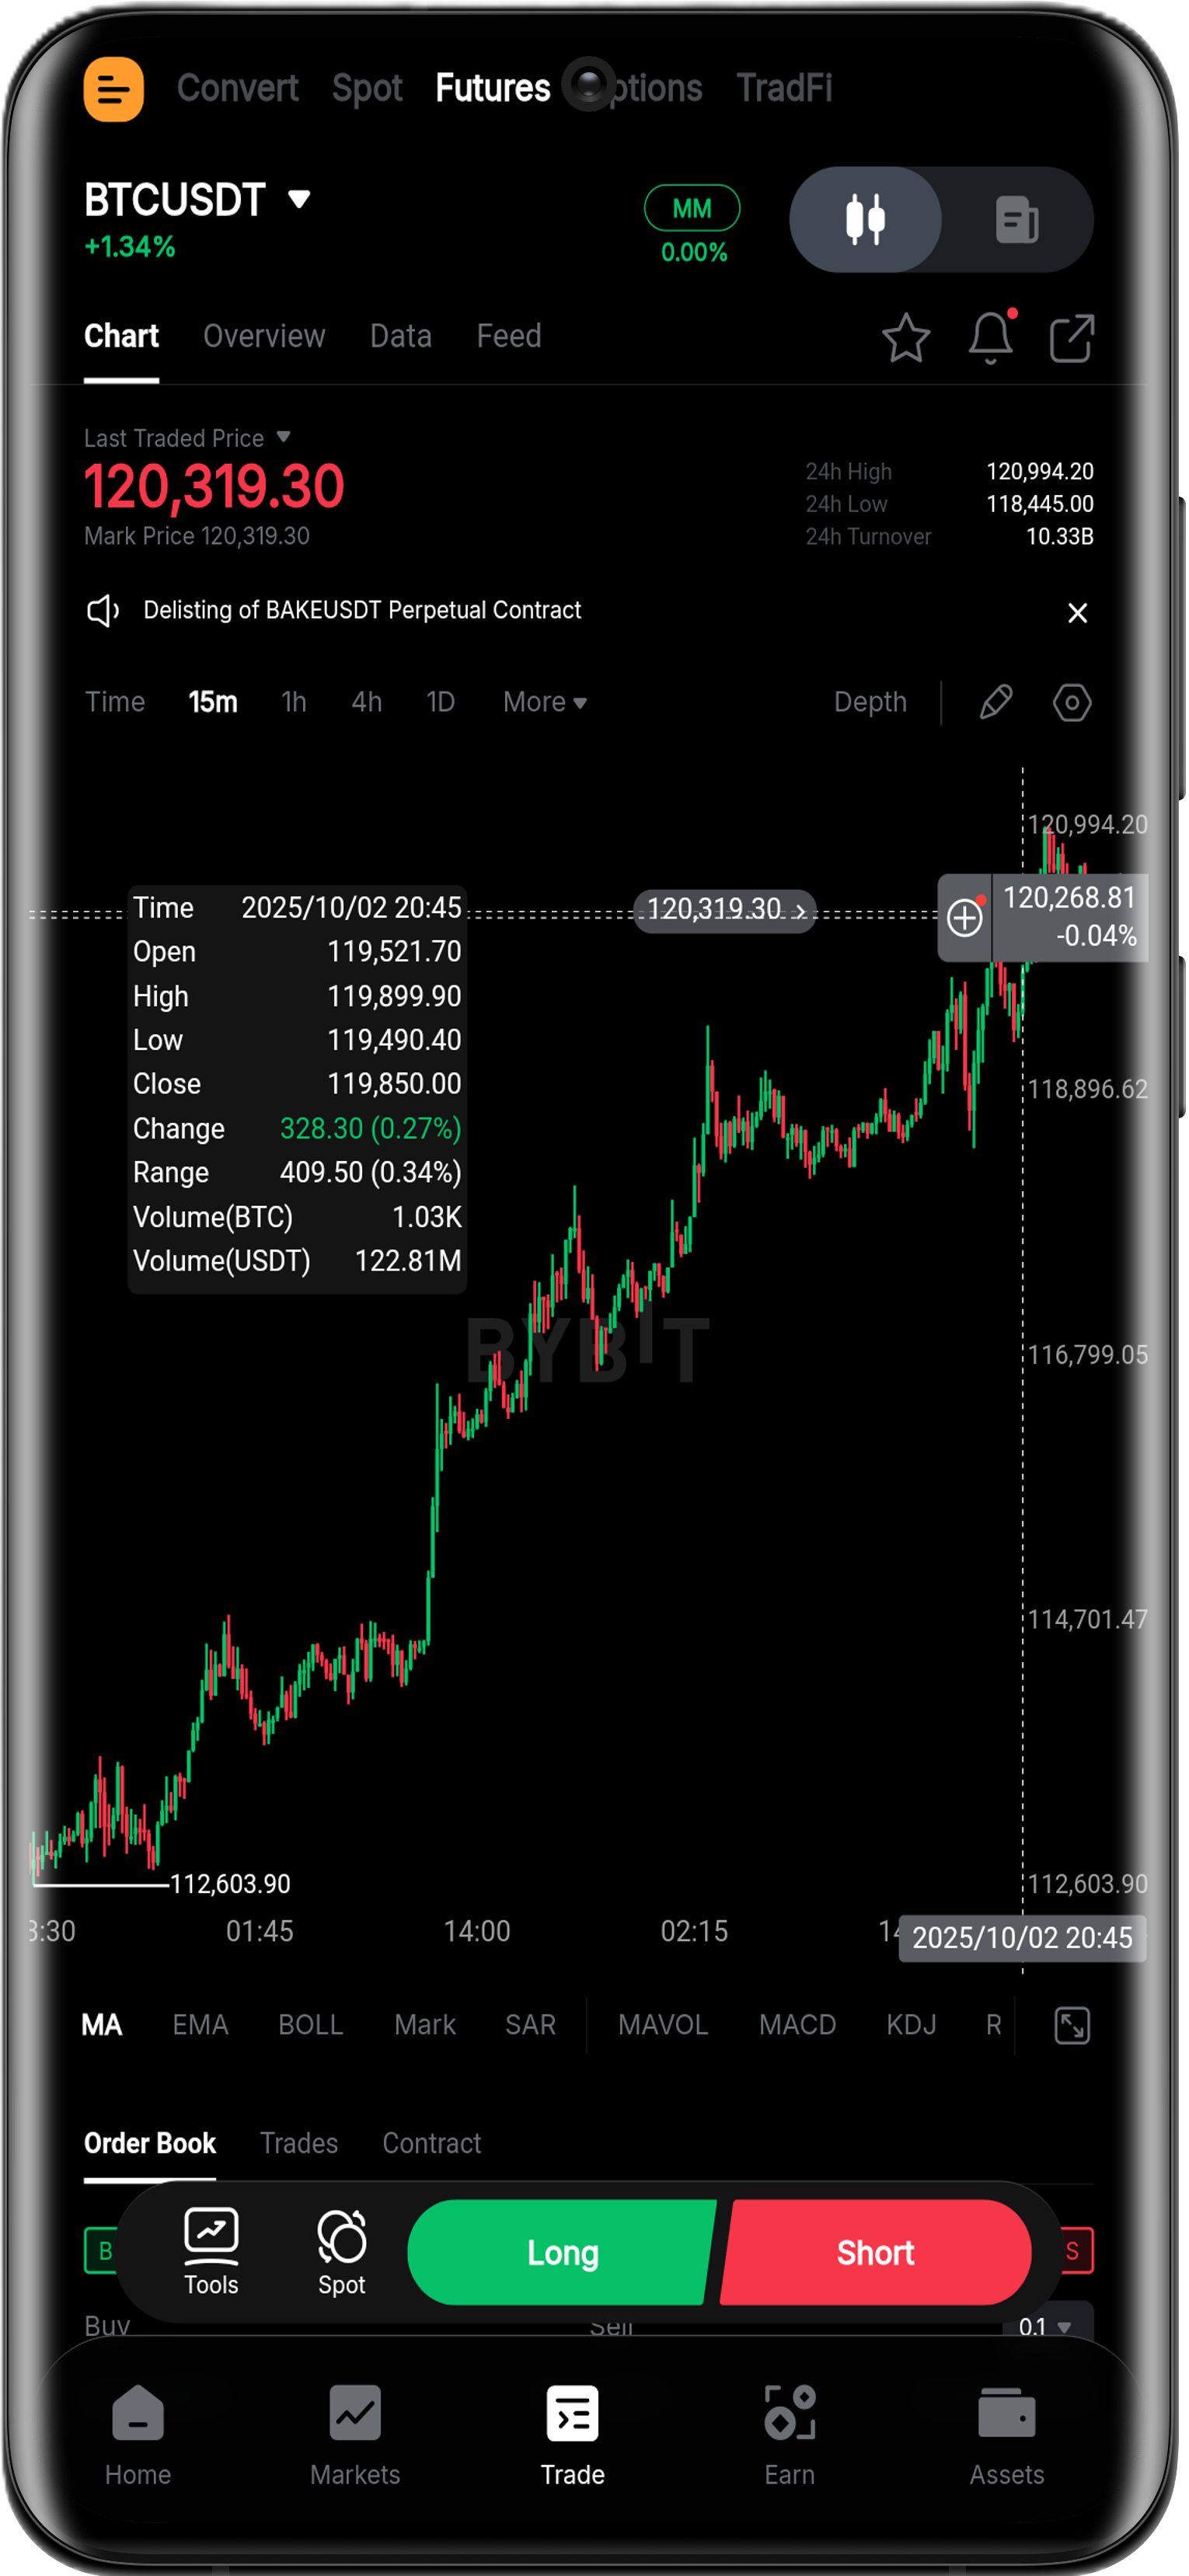 Convert Spot Futures ptions TradFi
BTCUSDT
+1.34%
MM
0.00%
Chart Overview Data Feed
Last Traded Price
120,319.30
Mark Price 120,319.30
24h High 120,994.20
24h Low 118,445.00
24h Turnover 10.33B
Delisting of BAKEUSDT Perpetual Contract
Time 15m 1h 4h 1D More Depth
120,994.20
Time 2025/10/02 20:45
Open 119,521.70
High 119,899.90
Low 119,490.40
Close 119,850.00
Change 328.30 (0.27%)
Range 409.50 (0.34%)
Volume(BTC) 1.03K
Volume(USDT) 122.81M
120,319.30 >
120,268.81
-0.04%
118,896.62
BYBIT
116,799.05
114,701.47
112,603.90
112,603.90
3:30 01:45 14:00 02:15 14
2025/10/02 20:45
MA EMA BOLL Mark SAR MAVOL MACD KDJ R
Order Book Trades Contract
B
Tools
Spot
Long
Short
S
Buy Sell 0.1
Home Markets Trade Earn Assets